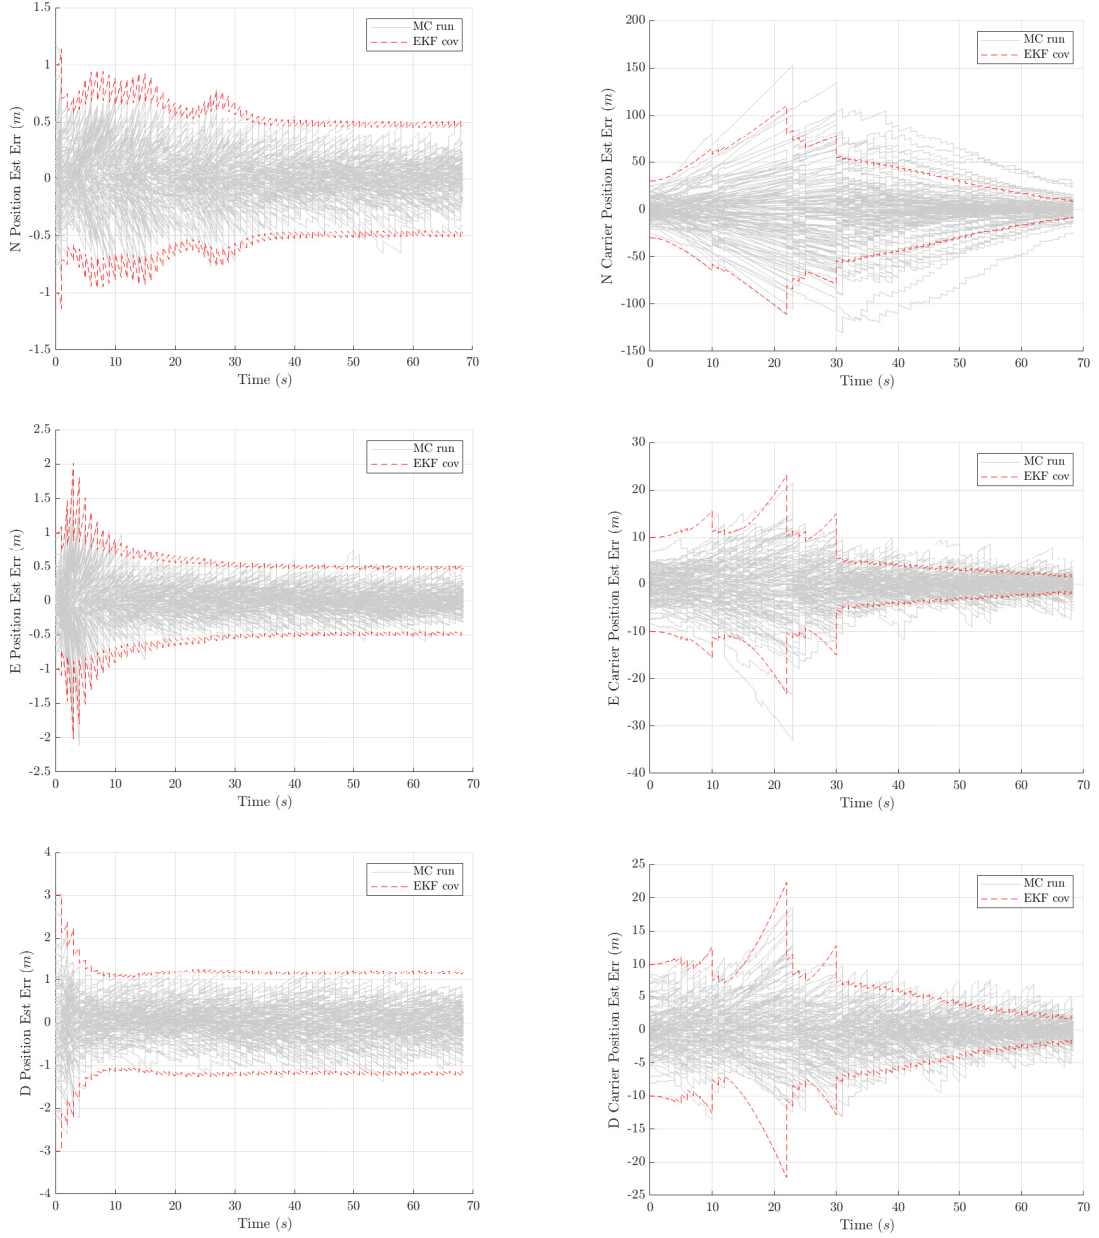 1.5
1
0.5
0
-0.5
-1
-1.5
N Position Est Err (m)
MC run
EKF cov
0 10 20 30 40 50 60 70
Time (s)
200
150
100
50
0
-50
-100
-150
N Carrier Position Est Err (m)
MC run
EKF cov
0 10 20 30 40 50 60 70
Time (s)
2.5
2
1.5
1
0.5
0
-0.5
-1
-1.5
-2
-2.5
E Position Est Err (m)
MC run
EKF cov
0 10 20 30 40 50 60 70
Time (s)
30
20
10
0
-10
-20
-30
-40
E Carrier Position Est Err (m)
MC run
EKF cov
0 10 20 30 40 50 60 70
Time (s)
4
3
2
1
0
-1
-2
-3
-4
D Position Est Err (m)
MC run
EKF cov
0 10 20 30 40 50 60 70
Time (s)
25
20
15
10
5
0
-5
-10
-15
-20
-25
D Carrier Position Est Err (m)
MC run
EKF cov
0 10 20 30 40 50 60 70
Time (s)